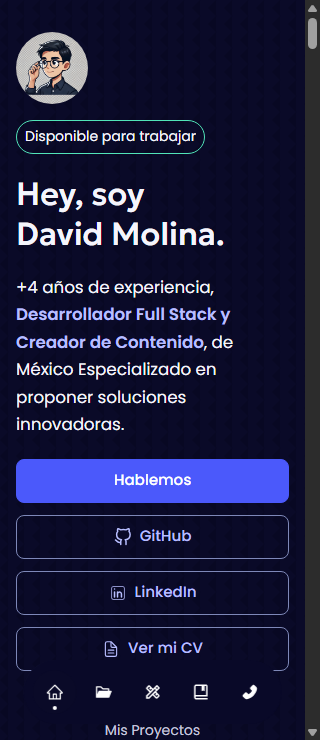 Disponible para trabajar
Hey, soy
David Molina.
+4 años de experiencia,
Desarrollador Full Stack y
Creador de Contenido, de
México Especializado en
proponer soluciones
innovadoras.
Hablemos
GitHub
LinkedIn
Ver mi CV
Mis Proyectos